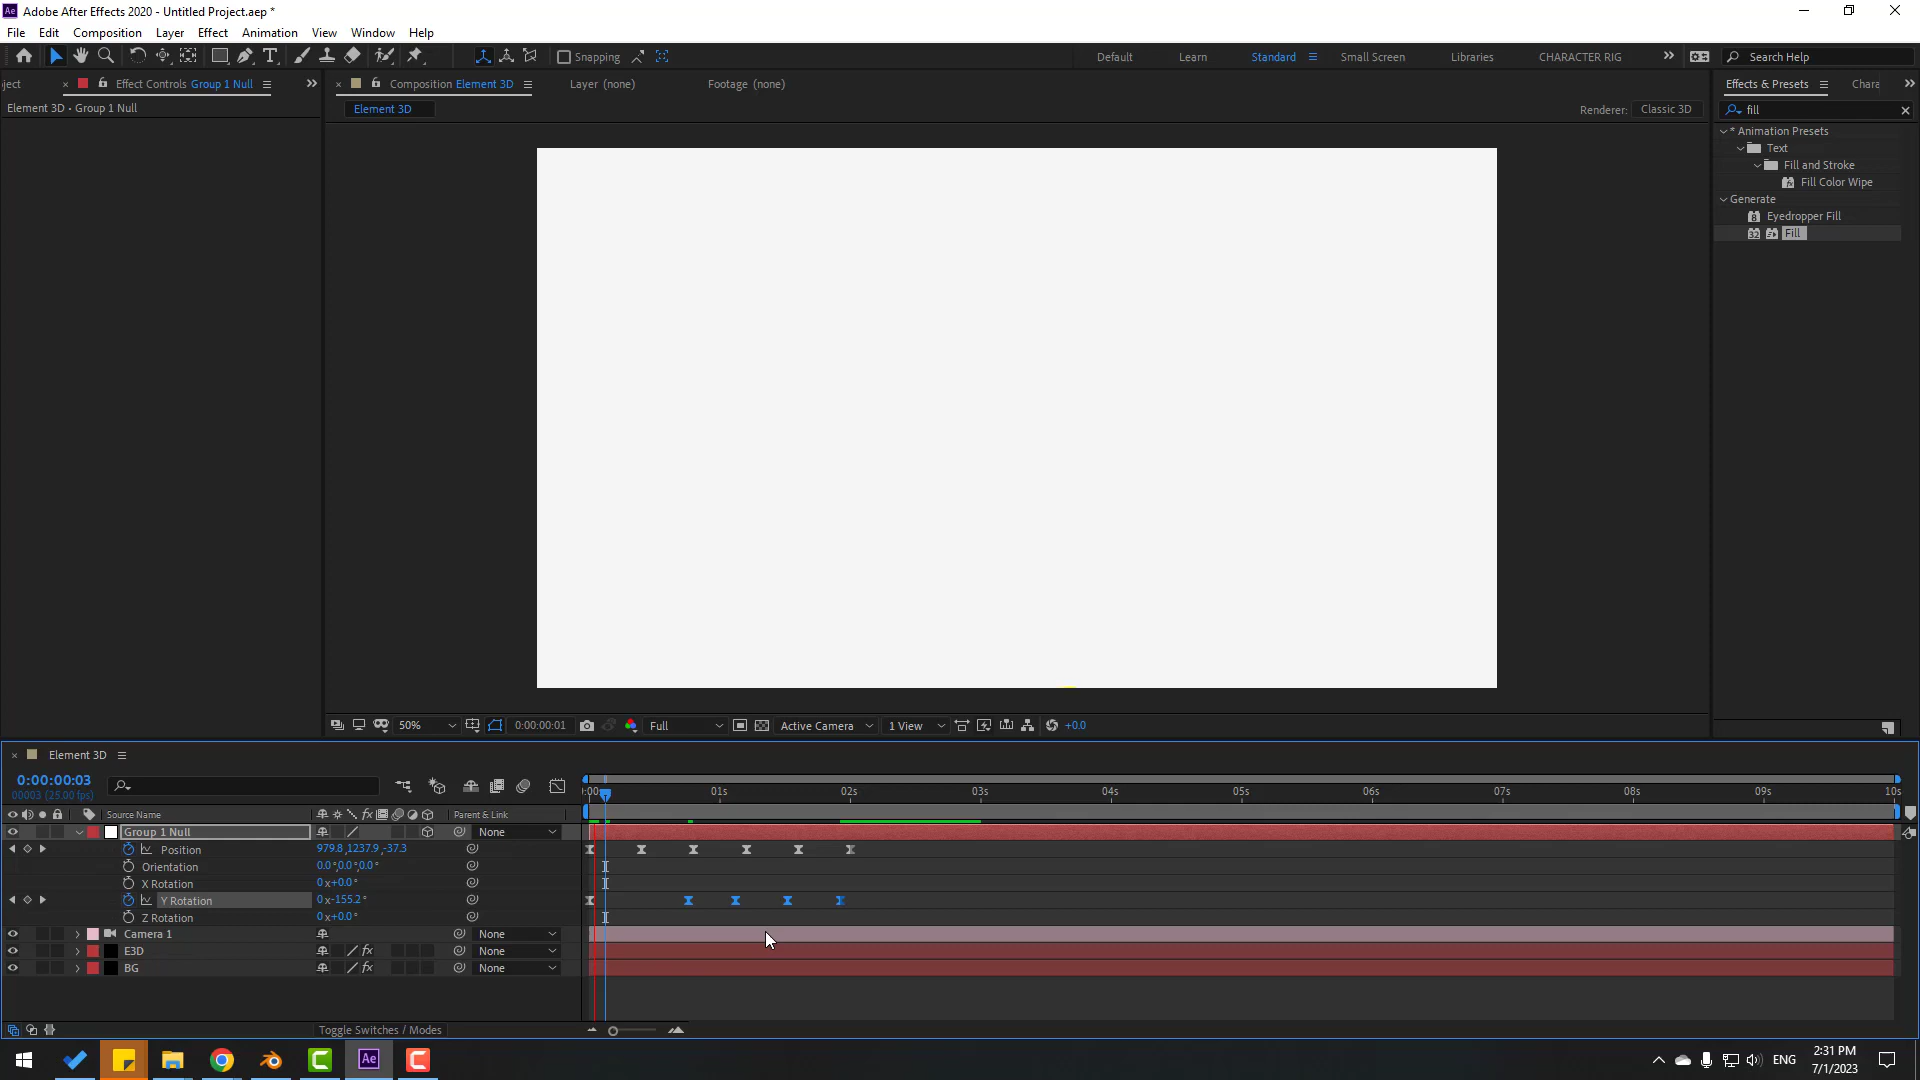 Adobe After Effects 2020 - Untitled Project.aep *
File Edit Composition Layer Effect Animation View Window Help
Snapping Default Learn Standard Small Screen Libraries CHARACTER RIG Search Help
ject Effect Controls Group 1 Null Composition Element 3D Layer (none) Footage (none) Effects & Presets Chara
Element 3D • Group 1 Null Element 3D Renderer: Classic 3D fill
* Animation Presets
Text
Fill and Stroke
Fill Color Wipe
Generate
Eyedropper Fill
Fill
50% 0:00:00:01 Full Active Camera 1 View +0.0
Element 3D
0:00:00:03
00003 (25.00 fps)
:00 01s 02s 03s 04s 05s 06s 07s 08s 09s 10s
Source Name Parent & Link
Group 1 Null None
Position 979.8,1237.9,-37.3
Orientation 0.0°,0.0°,0.0°
X Rotation 0x+0.0°
Y Rotation 0x-155.2°
Z Rotation 0x+0.0°
Camera 1 None
E3D fx None
BG fx None
Toggle Switches / Modes
Ae ENG 2:31 PM
7/1/2023